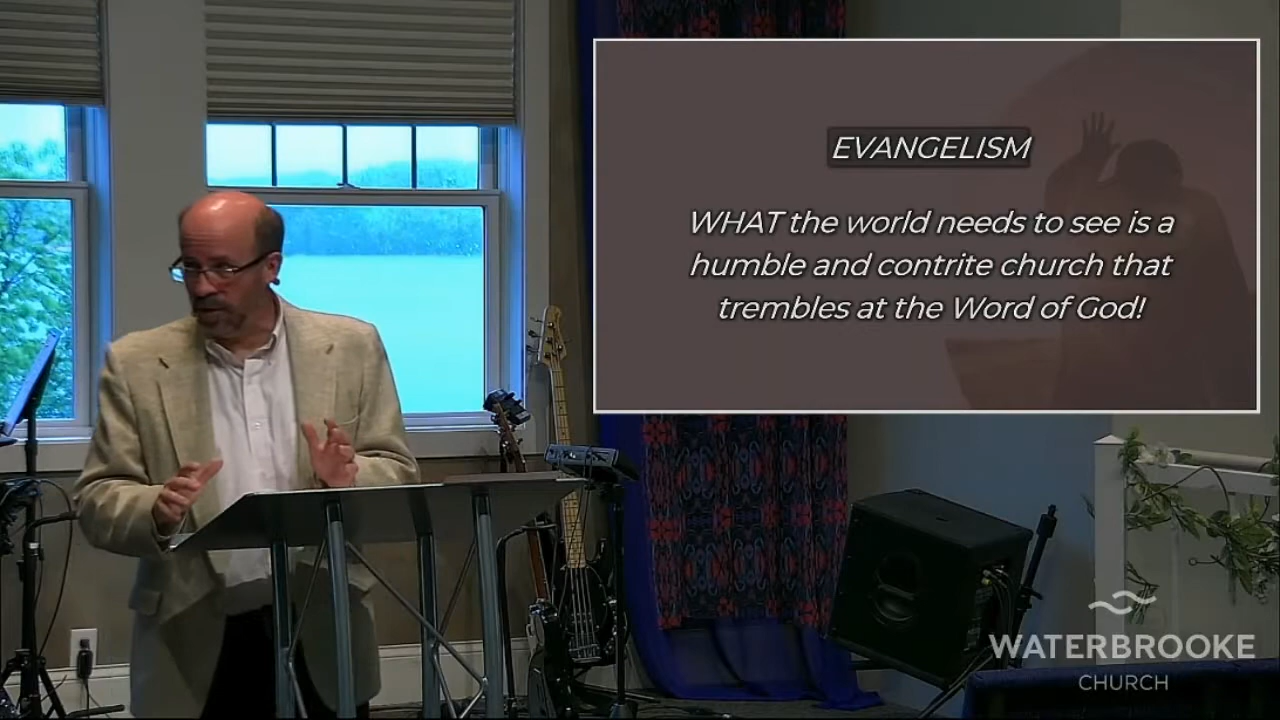 EVANGELISM
WHAT the world needs to see is a
humble and contrite church that
trembles at the Word of God!
WATERBROOKE
CHURCH